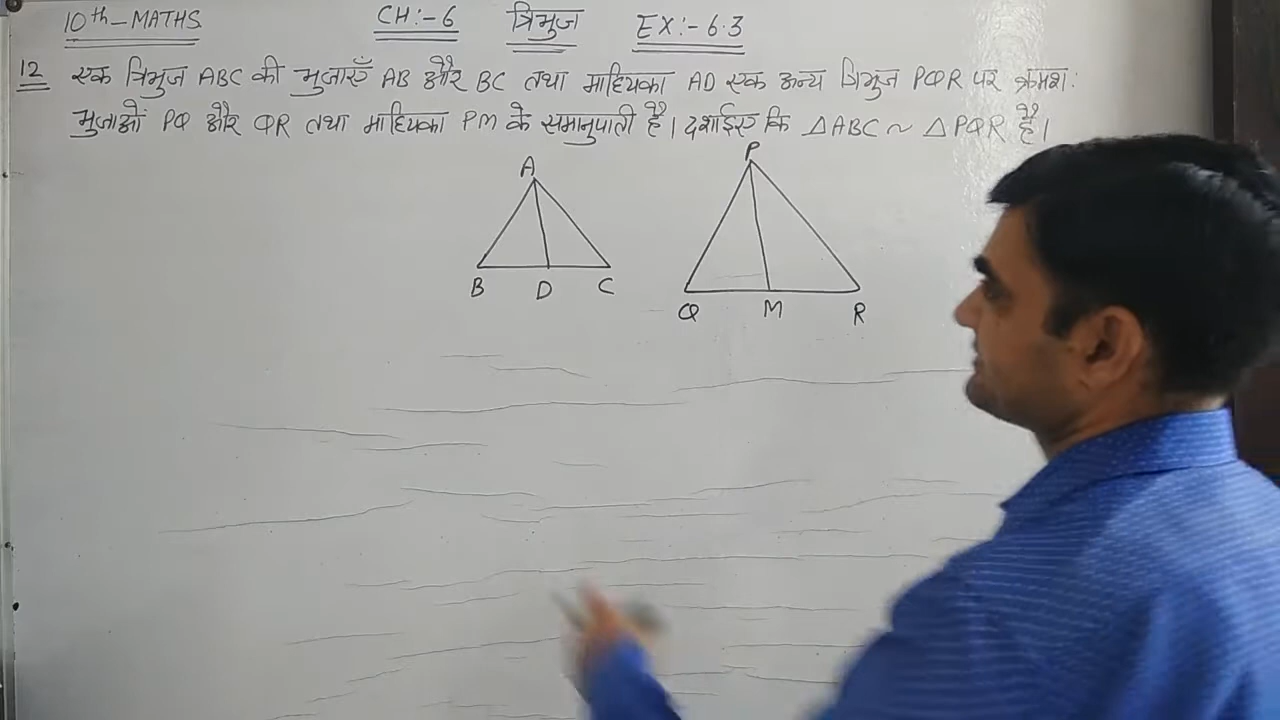 10th-MATHS CH:-6 त्रिभुज EX:-6.3
12 एक त्रिभुज ABC की भुजाएँ AB और BC तथा माध्यिका AD एक अन्य त्रिभुज PQR पर क्रमश:
भुजाओं PQ और QR तथा माध्यिका PM के समानुपाती है। दर्शाइए कि △ABC ~ △PQR है।
A P
B D C
Q M R